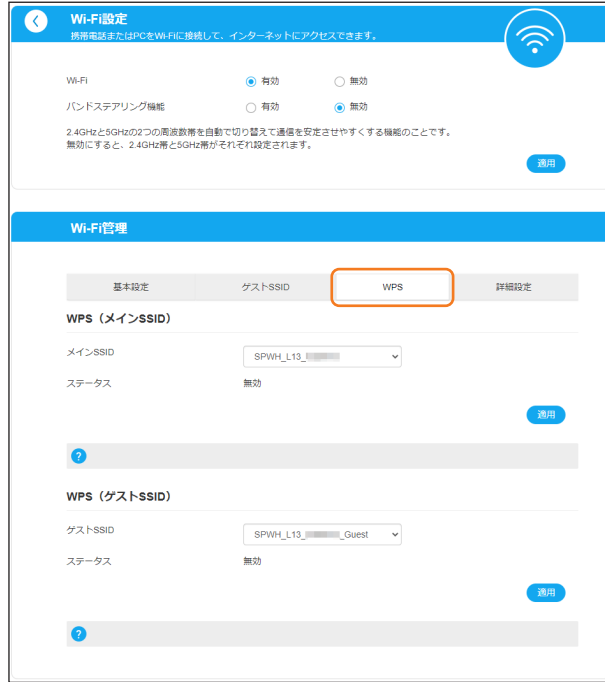 Wi-Fi設定
携帯電話またはPCをWi-Fiに接続して、インターネットにアクセスできます。
Wi-Fi 有効 無効
バンドステアリング機能 有効 無効
2.4GHzと5GHzの2つの周波数帯を自動で切り替えて通信を安定させやすくする機能のことです。
無効にすると、2.4GHz帯と5GHz帯がそれぞれ設定されます。
適用
Wi-Fi管理
基本設定 ゲストSSID WPS 詳細設定
WPS（メインSSID）
メインSSID SPWH_L13_
ステータス 無効
適用
?
WPS（ゲストSSID）
ゲストSSID SPWH_L13_ _Guest
ステータス 無効
適用
?